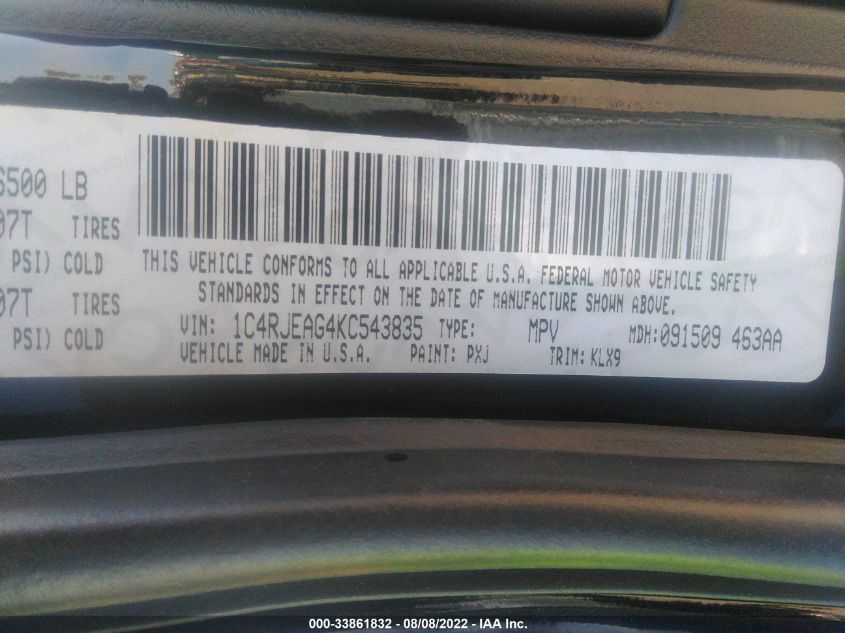 6500 LB
07T TIRES
PSI) COLD
07T TIRES
PSI) COLD
THIS VEHICLE CONFORMS TO ALL APPLICABLE U.S.A. FEDERAL MOTOR VEHICLE SAFETY
STANDARDS IN EFFECT ON THE DATE OF MANUFACTURE SHOWN ABOVE.
VIN: 1C4RJEAG4KC543835 TYPE: MPV MDH:091509 463AA
VEHICLE MADE IN U.S.A. PAINT: PXJ TRIM: KLX9
000-33861832 - 08/08/2022 - IAA Inc.